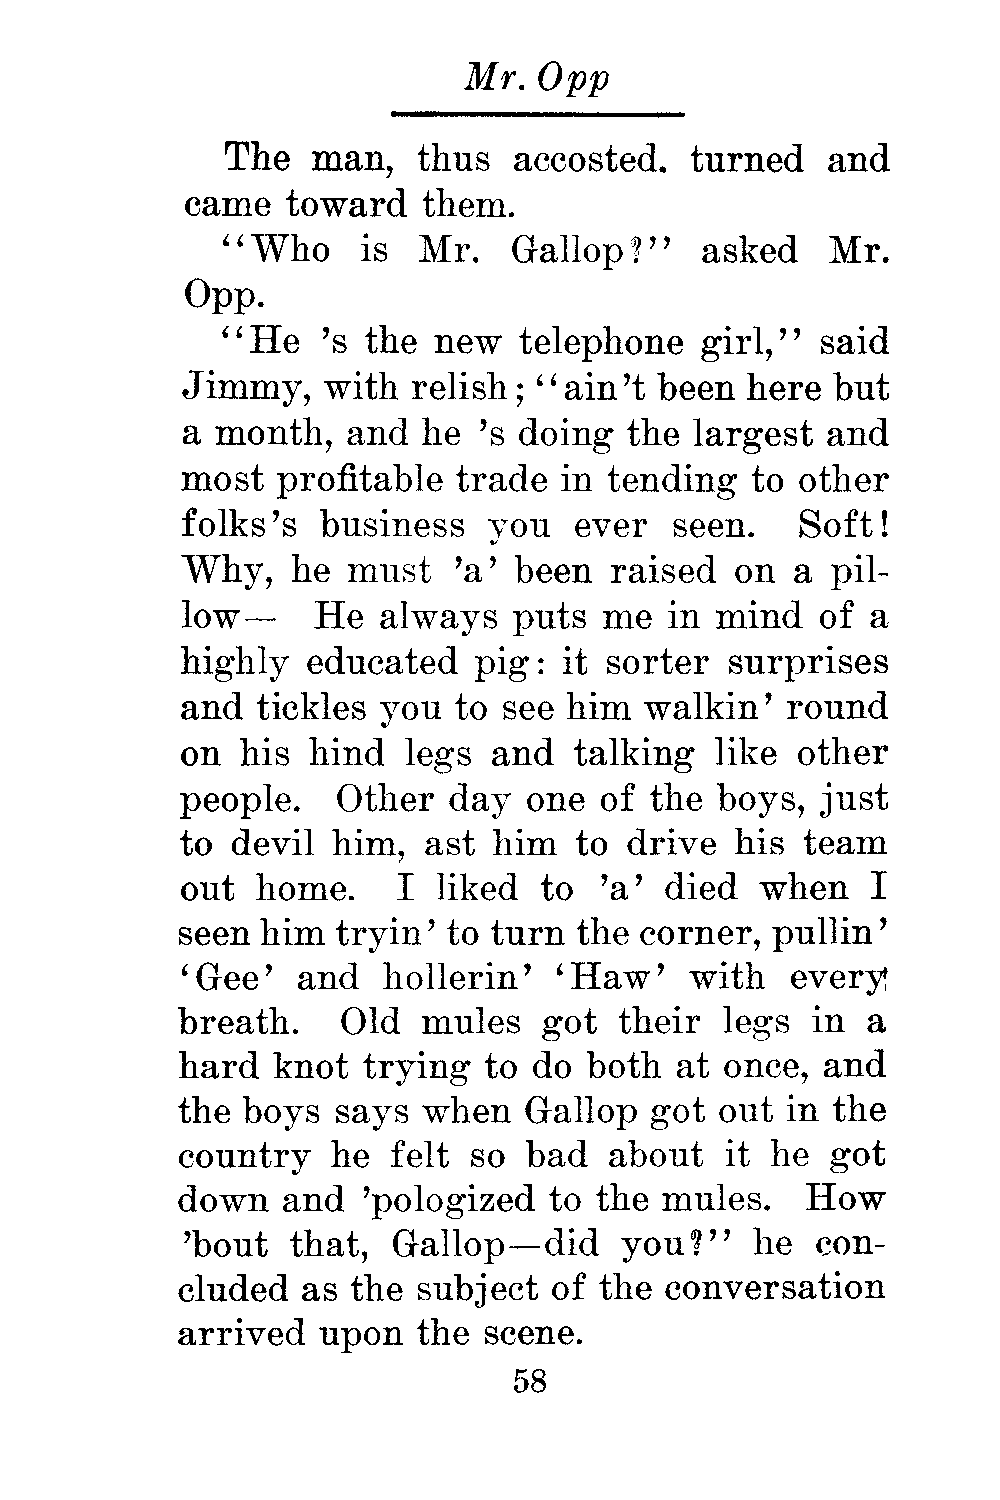 Mr. Opp
The man, thus accosted. turned and
came toward them.
"Who is Mr. Gallop?" asked Mr.
Opp.
"He 's the new telephone girl," said
Jimmy, with relish; "ain't been here but
a month, and he 's doing the largest and
most profitable trade in tending to other
folks's business you ever seen. Soft!
Why, he must 'a' been raised on a pil-
low— He always puts me in mind of a
highly educated pig: it sorter surprises
and tickles you to see him walkin' round
on his hind legs and talking like other
people. Other day one of the boys, just
to devil him, ast him to drive his team
out home. I liked to 'a' died when I
seen him tryin' to turn the corner, pullin'
'Gee' and hollerin' 'Haw' with every
breath. Old mules got their legs in a
hard knot trying to do both at once, and
the boys says when Gallop got out in the
country he felt so bad about it he got
down and 'pologized to the mules. How
'bout that, Gallop—did you?" he con-
cluded as the subject of the conversation
arrived upon the scene.
58